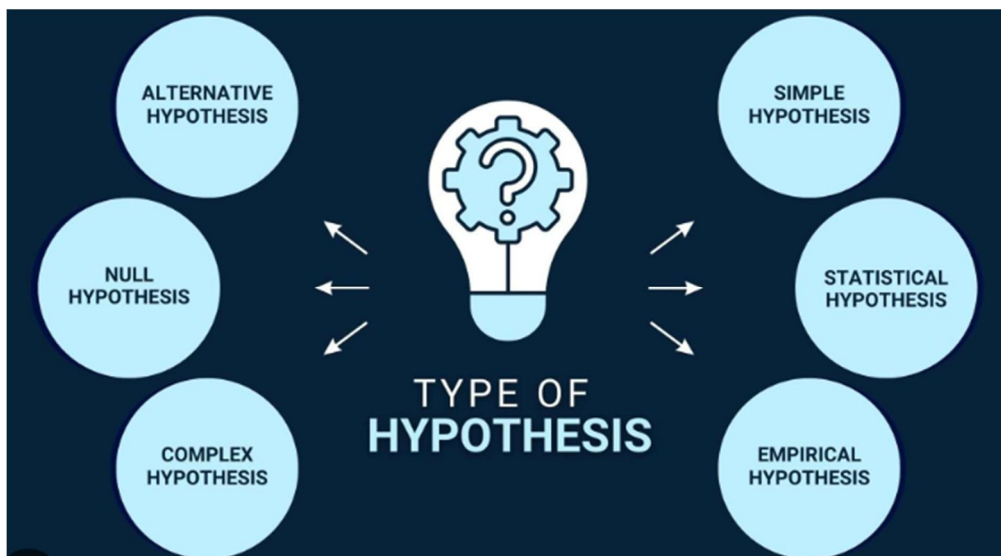 ALTERNATIVE
HYPOTHESIS
SIMPLE
HYPOTHESIS
NULL
HYPOTHESIS
?
STATISTICAL
HYPOTHESIS
TYPE OF
HYPOTHESIS
COMPLEX
HYPOTHESIS
EMPIRICAL
HYPOTHESIS